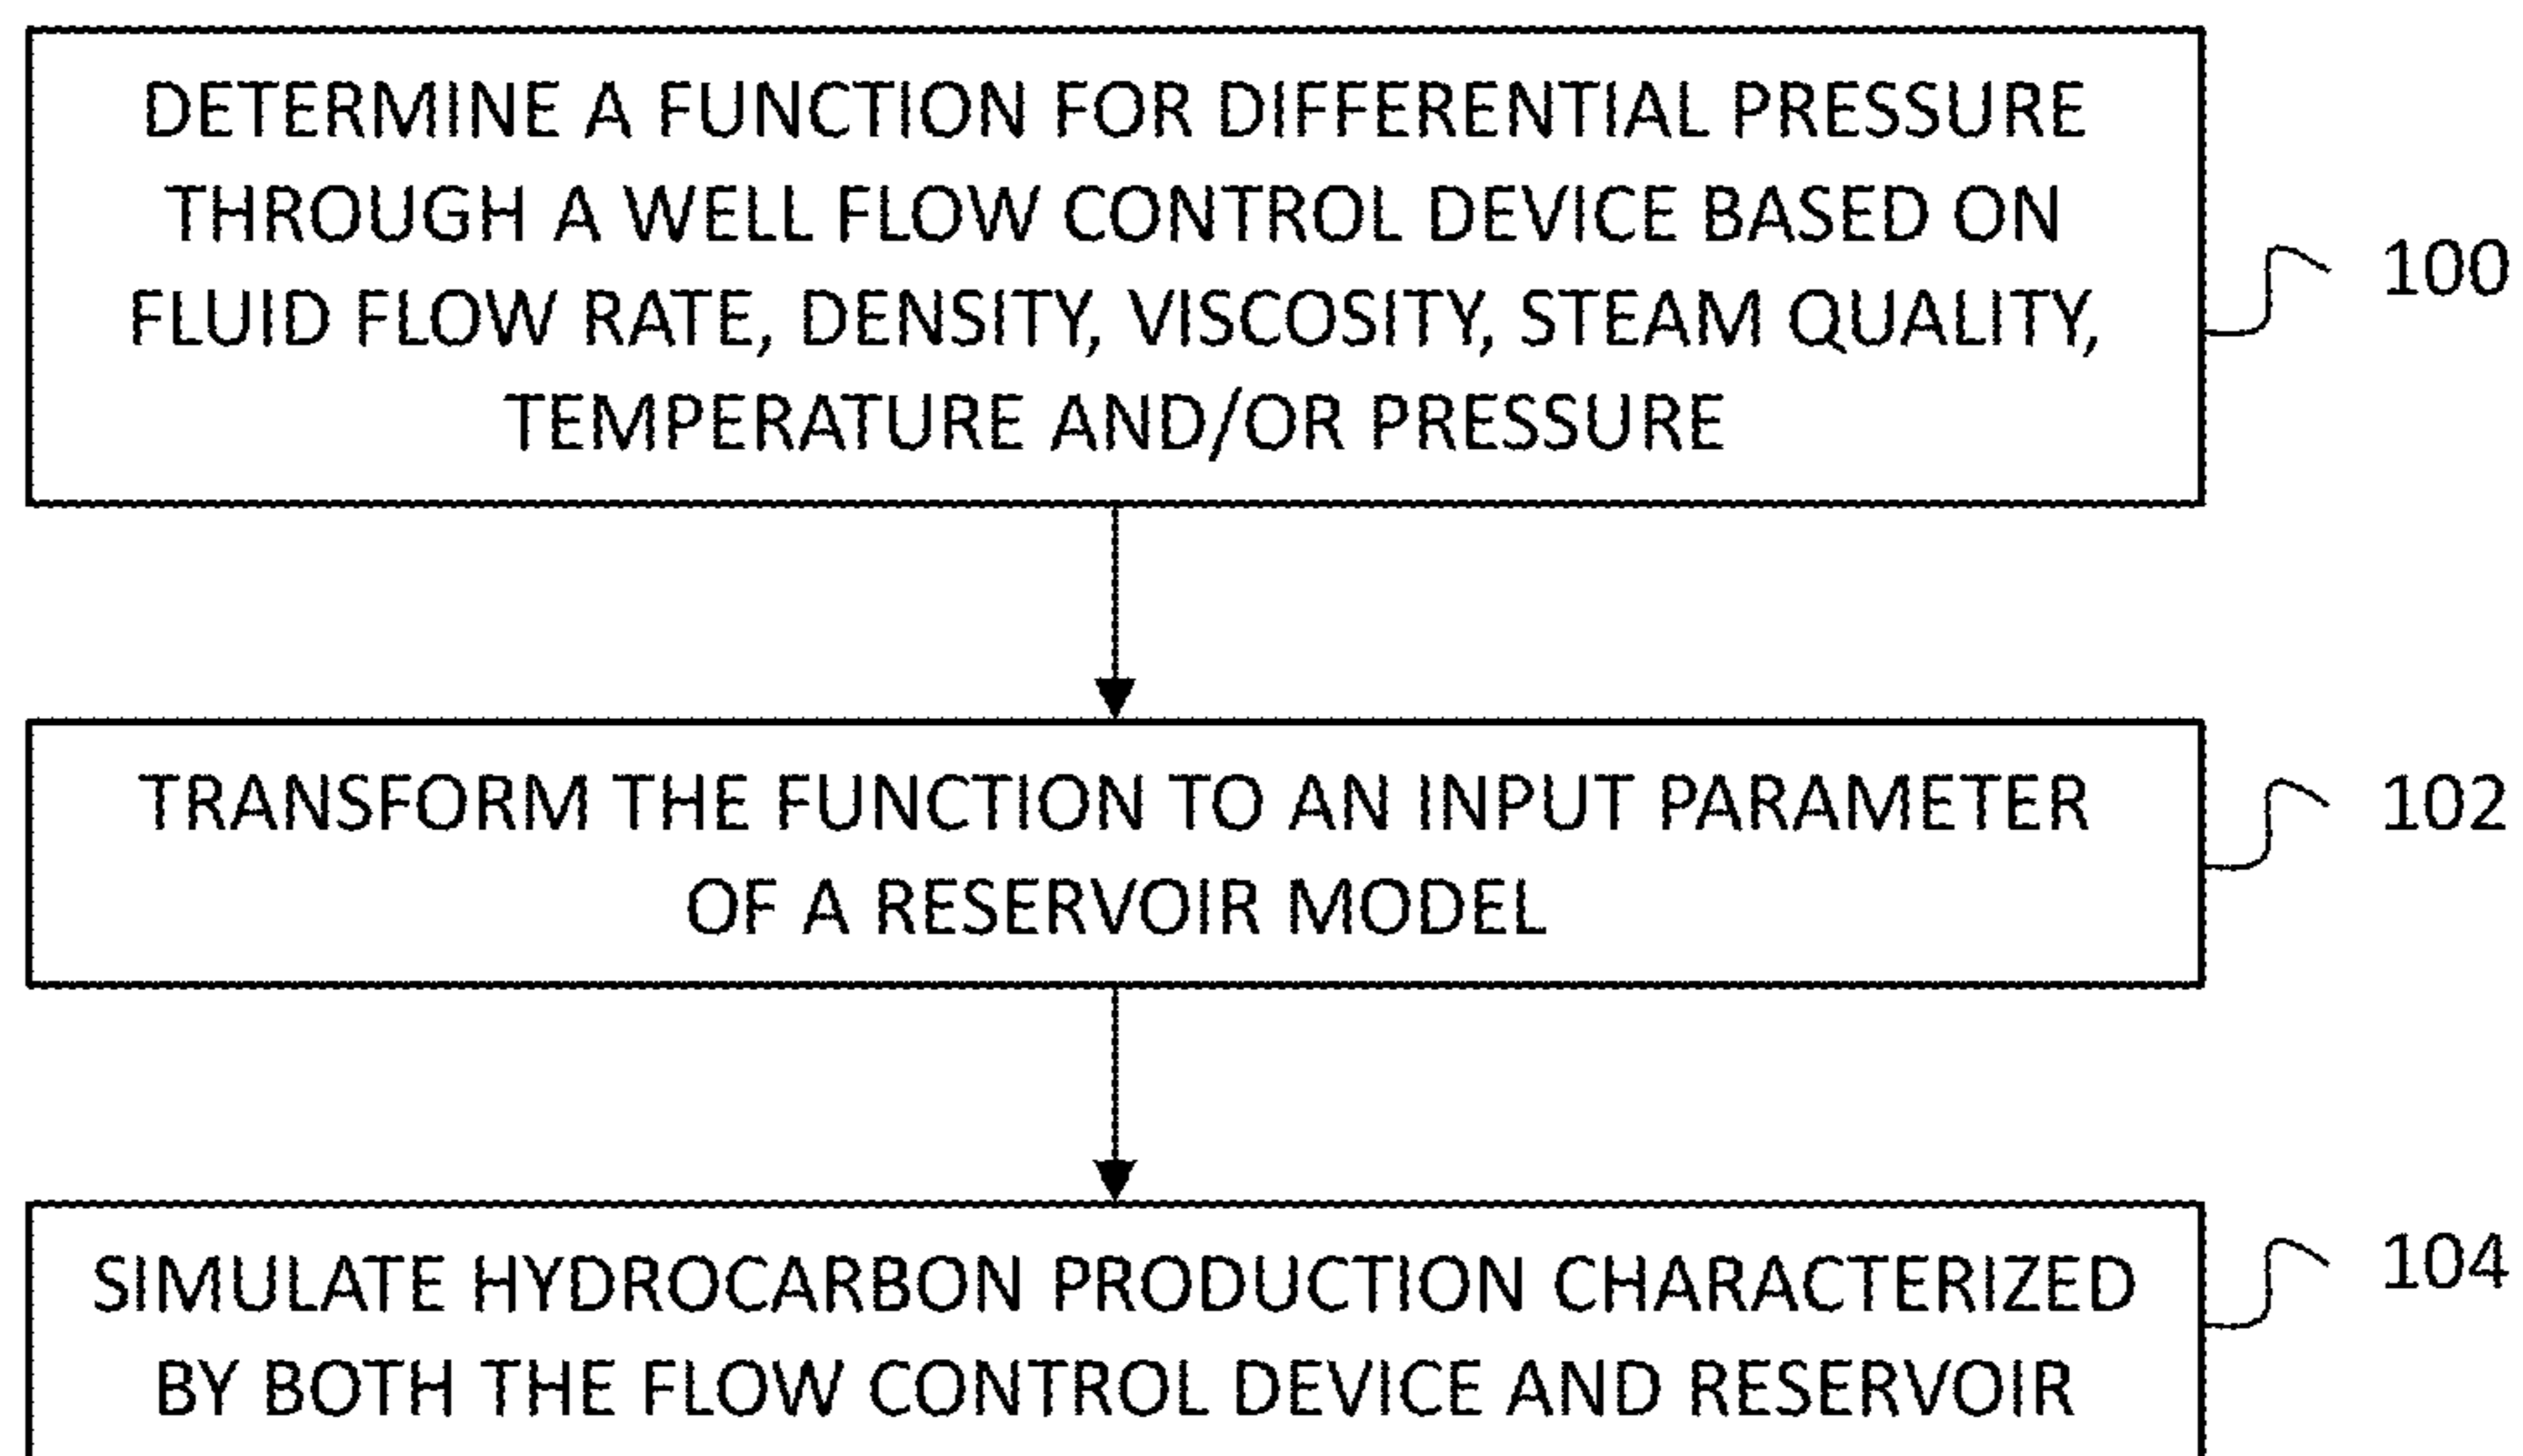 DETERMINE A FUNCTION FOR DIFFERENTIAL PRESSURE
THROUGH A WELL FLOW CONTROL DEVICE BASED ON
FLUID FLOW RATE, DENSITY, VISCOSITY, STEAM QUALITY,
TEMPERATURE AND/OR PRESSURE
100
TRANSFORM THE FUNCTION TO AN INPUT PARAMETER
OF A RESERVOIR MODEL
102
SIMULATE HYDROCARBON PRODUCTION CHARACTERIZED
BY BOTH THE FLOW CONTROL DEVICE AND RESERVOIR
104